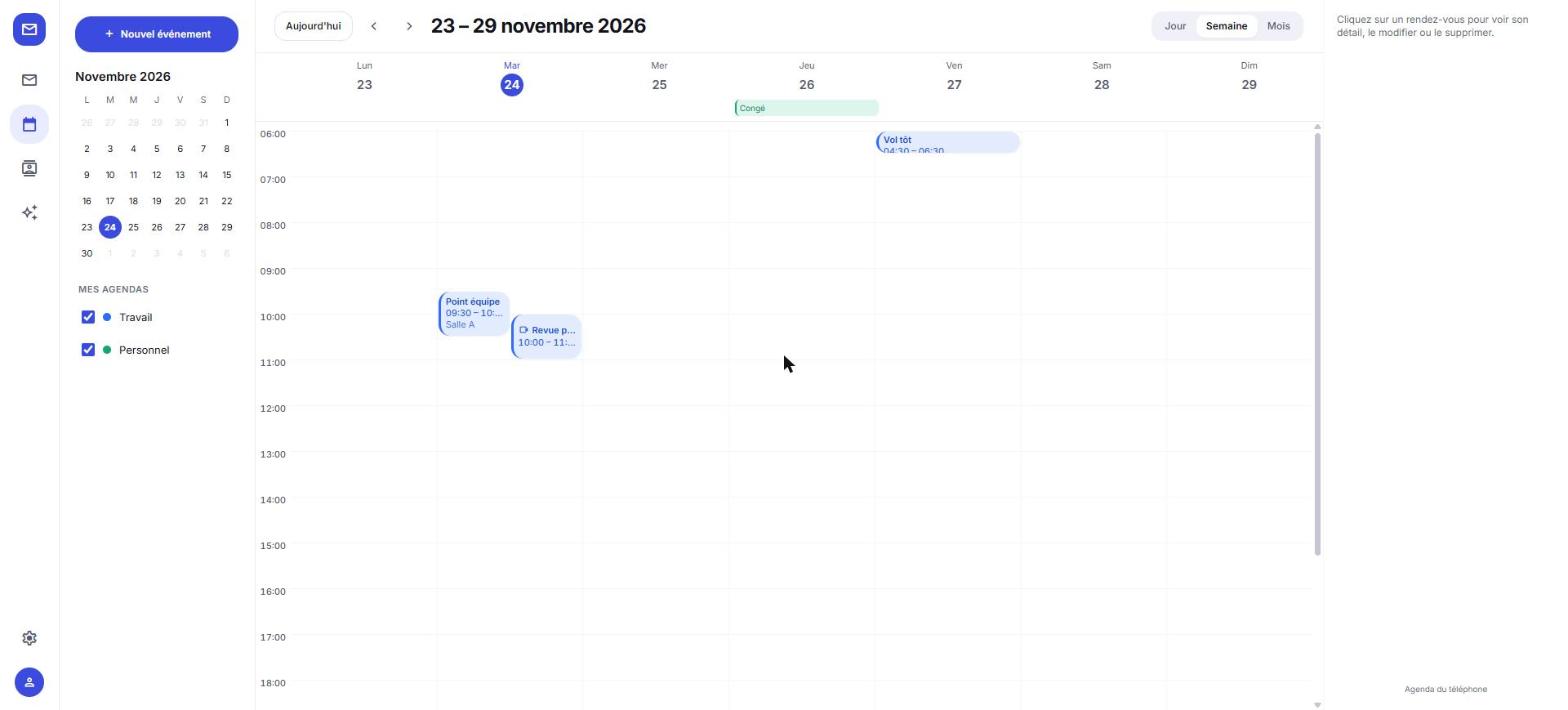 Nouvel événement
Novembre 2026
L M M J V S D
26 27 28 29 30 31 1
2 3 4 5 6 7 8
9 10 11 12 13 14 15
16 17 18 19 20 21 22
23 24 25 26 27 28 29
30 1 2 3 4 5 6
MES AGENDAS
Travail
Personnel
Aujourd'hui
23 – 29 novembre 2026
Jour Semaine Mois
Lun Mar Mer Jeu Ven Sam Dim
23 24 25 26 27 28 29
Congé
06:00
07:00
08:00
09:00
10:00
11:00
12:00
13:00
14:00
15:00
16:00
17:00
18:00
Vol tôt
04:30 – 06:30
Point équipe
09:30 – 10:...
Salle A
Revue p...
10:00 – 11:...
Cliquez sur un rendez-vous pour voir son
détail, le modifier ou le supprimer.
Agenda du téléphone